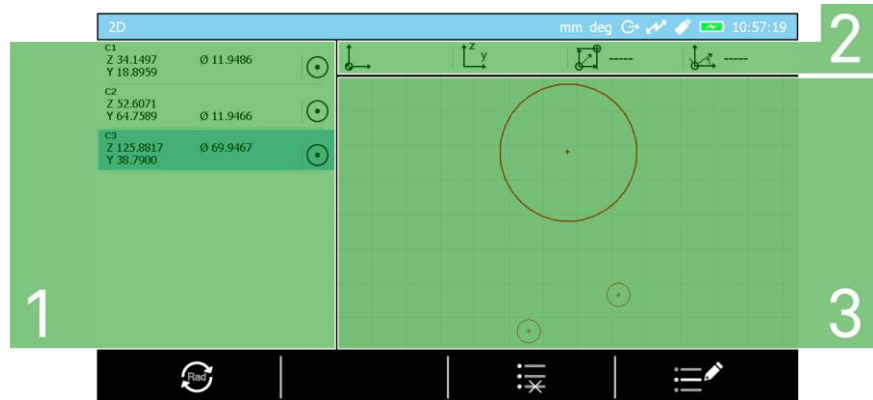 2D mm deg 10:57:19
2
C1
Z 34.1497 Ø 11.9486
Y 18.8959
z
y
-----
-----
C2
Z 52.6071
Y 64.7589 Ø 11.9466
C3
Z 125.8817 Ø 69.9467
Y 38.7900
1
3
Rad